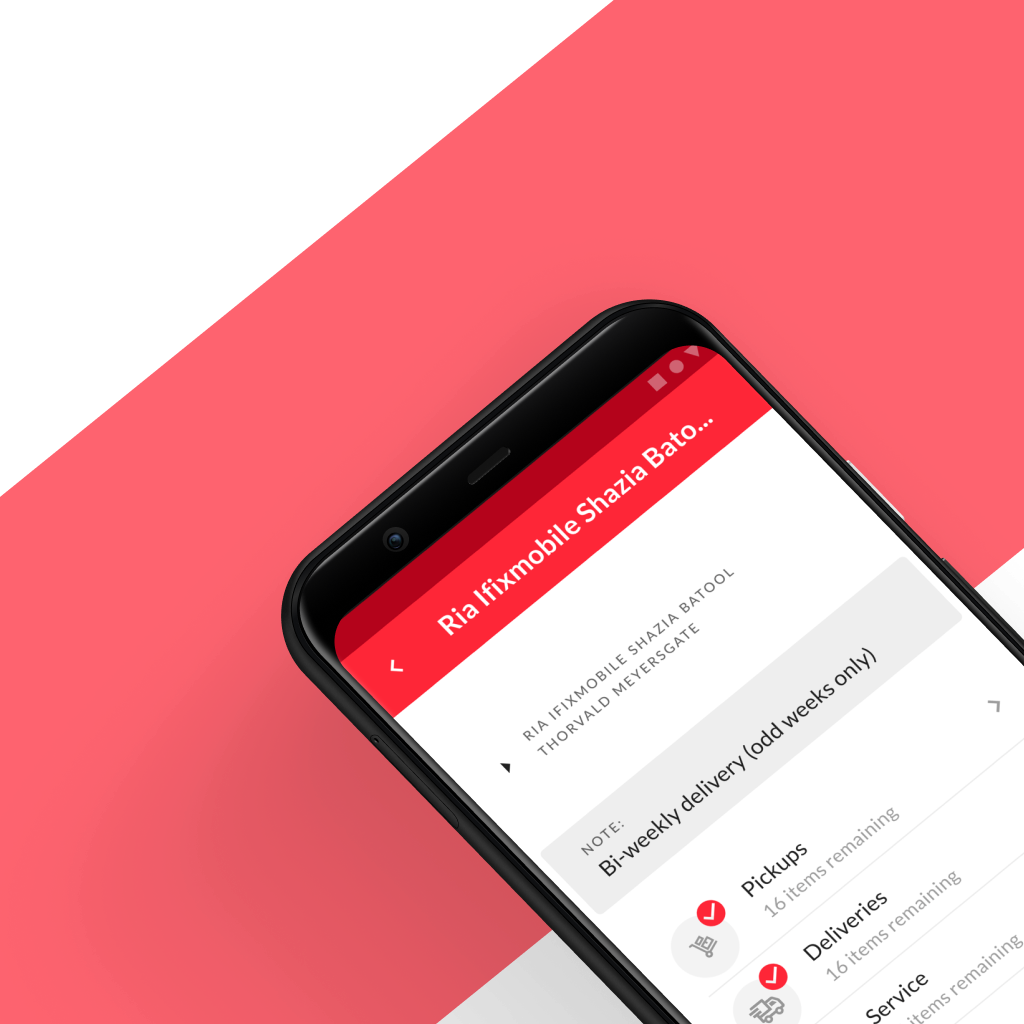 Ria Ifixmobile Shazia Bato...
RIA IFIXMOBILE SHAZIA BATOOL
THORVALD MEYERSGATE
NOTE:
Bi-weekly delivery (odd weeks only)
Pickups
16 items remaining
Deliveries
16 items remaining
Service
items remaining